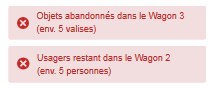 Objets abandonnés dans le Wagon 3
(env. 5 valises)
Usagers restant dans le Wagon 2
(env. 5 personnes)